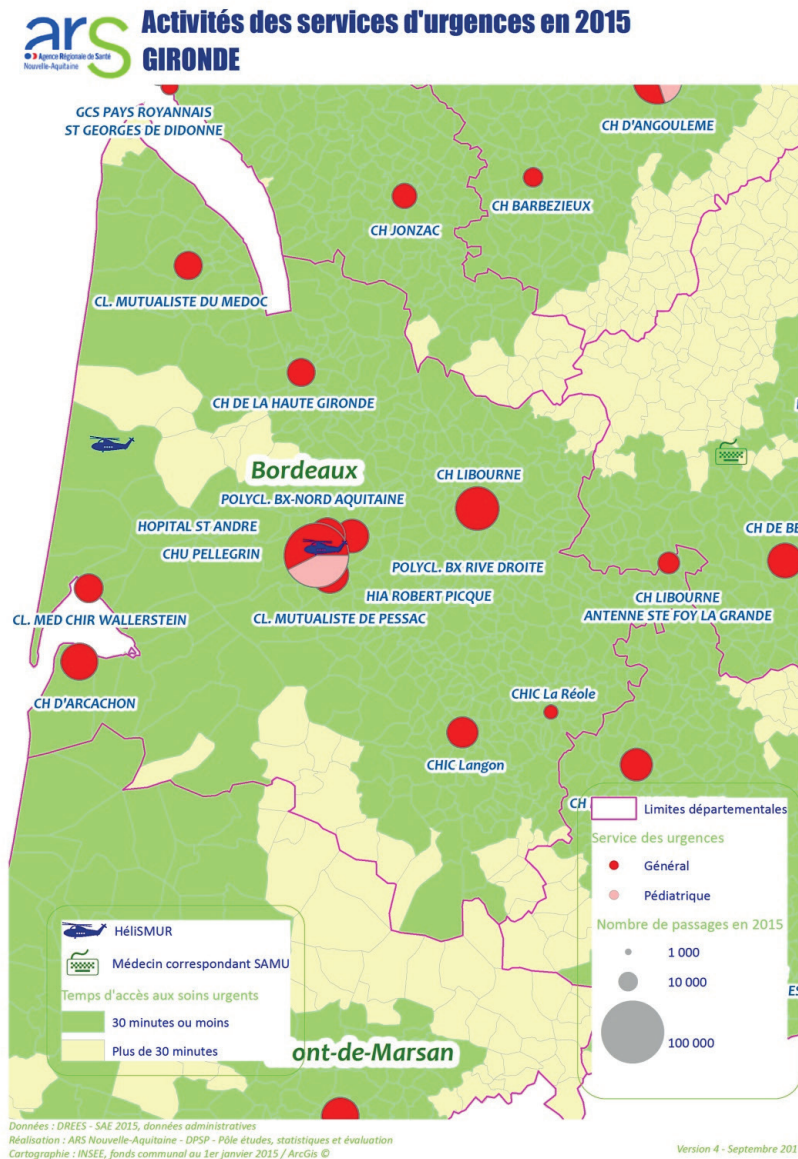 ars
Agence Régionale de Santé
Nouvelle-Aquitaine
Activités des services d'urgences en 2015
GIRONDE
GCS PAYS ROYANNAIS
ST GEORGES DE DIDONNE
CH D'ANGOULEME
CH BARBEZIEUX
CH JONZAC
CL. MUTUALISTE DU MEDOC
CH DE LA HAUTE GIRONDE
Bordeaux
CH LIBOURNE
POLYCL. BX-NORD AQUITAINE
HOPITAL ST ANDRE
CH DE BE
CHU PELLEGRIN
POLYCL. BX RIVE DROITE
HIA ROBERT PICQUE
CH LIBOURNE
ANTENNE STE FOY LA GRANDE
CL. MED CHIR WALLERSTEIN
CL. MUTUALISTE DE PESSAC
CH D'ARCACHON
CHIC La Réole
CHIC Langon
CH
Limites départementales
Service des urgences
Général
Pédiatrique
Nombre de passages en 2015
1 000
10 000
100 000
ES
HéliSMUR
Médecin correspondant SAMU
Temps d'accès aux soins urgents
30 minutes ou moins
Plus de 30 minutes
ont-de-Marsan
Données : DREES - SAE 2015, données administratives
Réalisation : ARS Nouvelle-Aquitaine - DPSP - Pôle études, statistiques et évaluation
Cartographie : INSEE, fonds communal au 1er janvier 2015 / ArcGis ©
Version 4 - Septembre 201